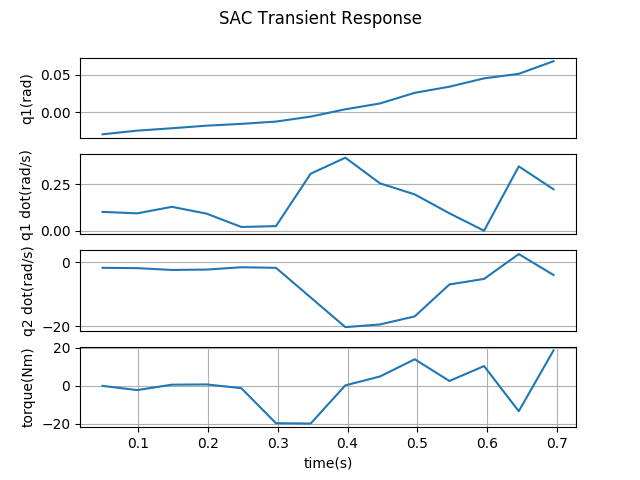 SAC Transient Response
q1(rad)
0.05
0.00
q1 dot(rad/s)
0.25
0.00
q2 dot(rad/s)
0
−20
torque(Nm)
20
0
−20
0.1 0.2 0.3 0.4 0.5 0.6 0.7
time(s)